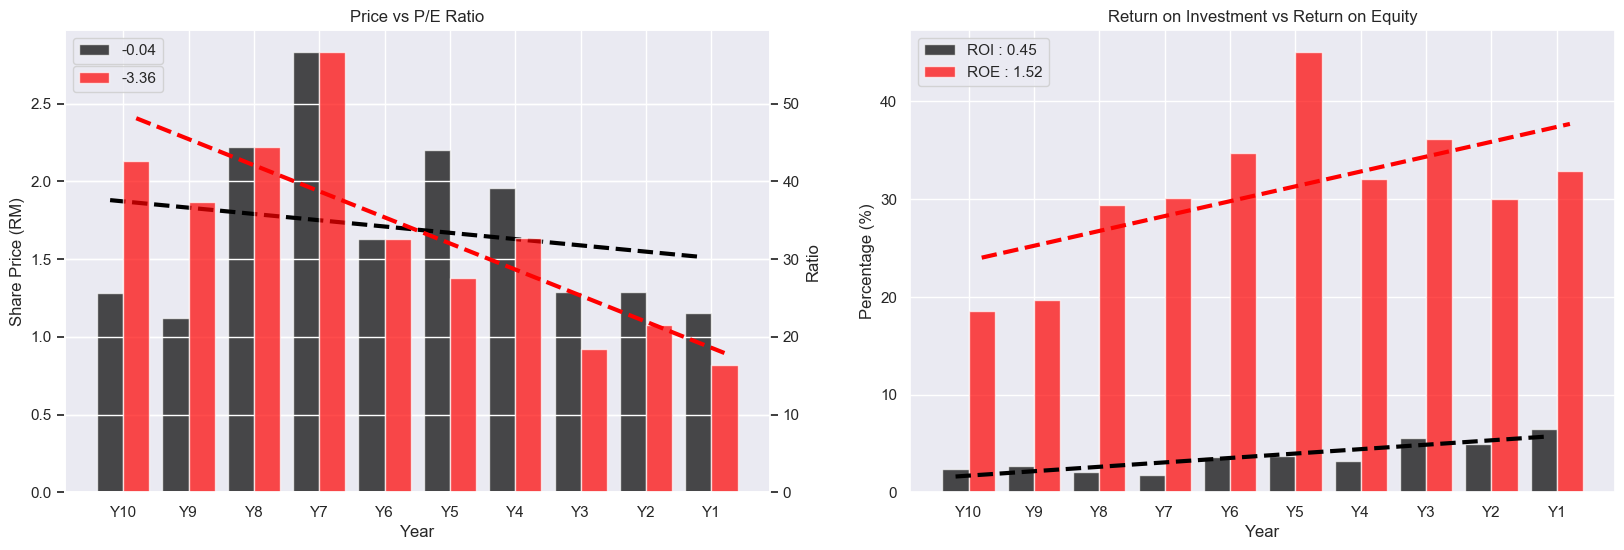 Price vs P/E Ratio
-0.04
-3.36
Share Price (RM)
2.5
2.0
1.5
1.0
0.5
0.0
50
40
30
20
10
0
Ratio
Y10 Y9 Y8 Y7 Y6 Y5 Y4 Y3 Y2 Y1
Year
Return on Investment vs Return on Equity
ROI : 0.45
ROE : 1.52
Percentage (%)
40
30
20
10
0
Y10 Y9 Y8 Y7 Y6 Y5 Y4 Y3 Y2 Y1
Year